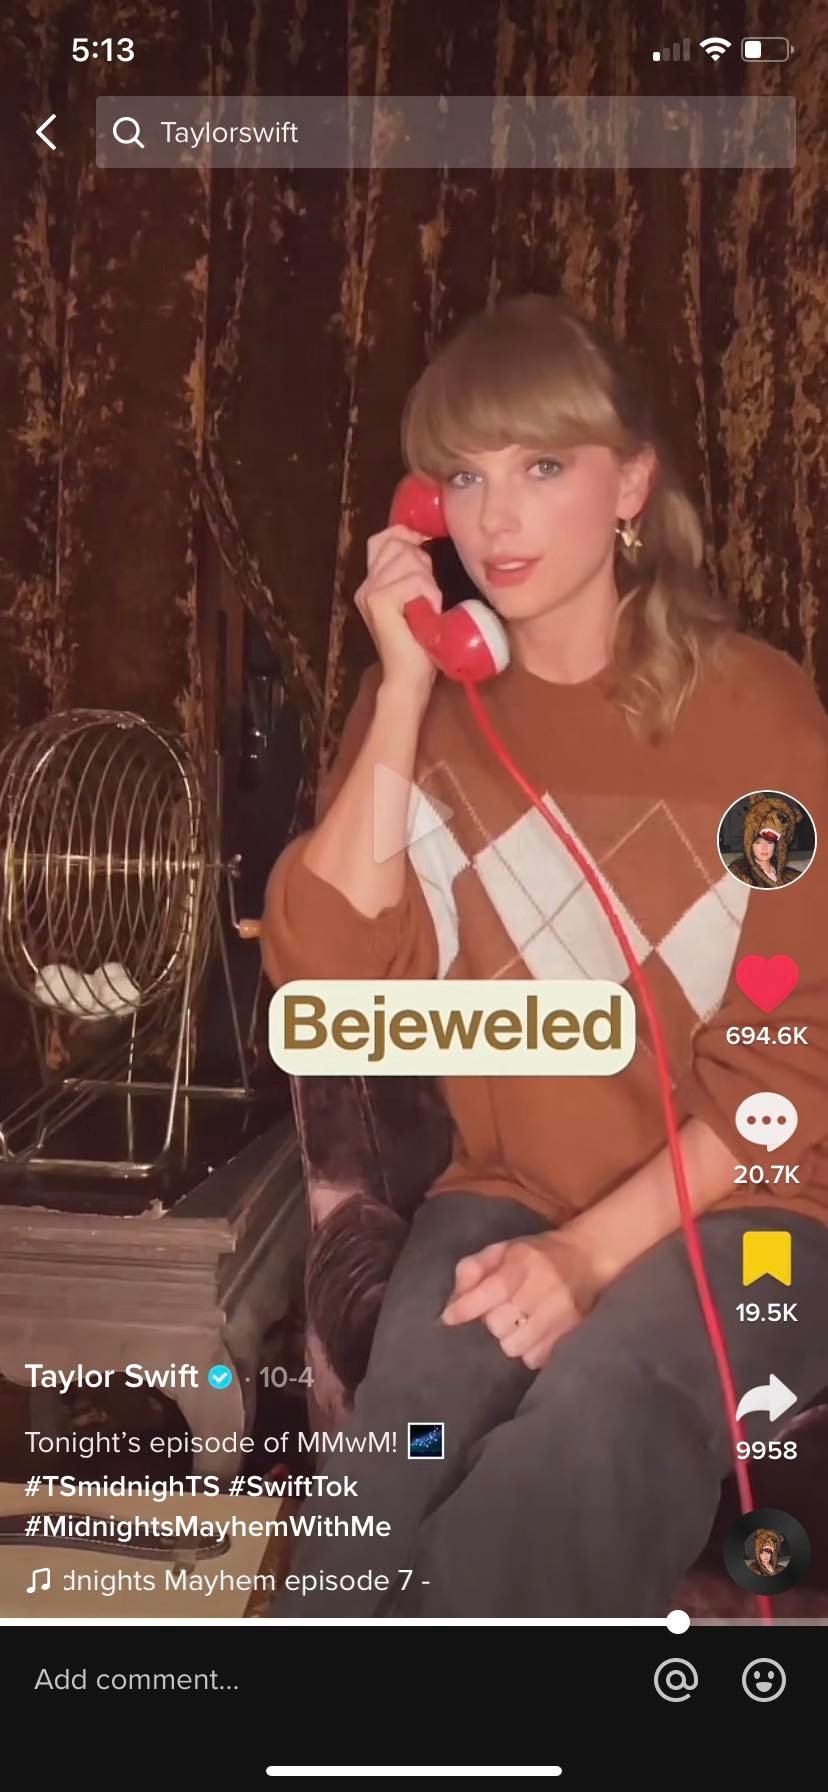 5:13
Taylorswift
Bejeweled
694.6K
20.7K
19.5K
9958
Taylor Swift · 10-4
Tonight's episode of MMwM! 🌌
#TSmidnighTS #SwiftTok
#MidnightsMayhemWithMe
dnights Mayhem episode 7 -
Add comment...